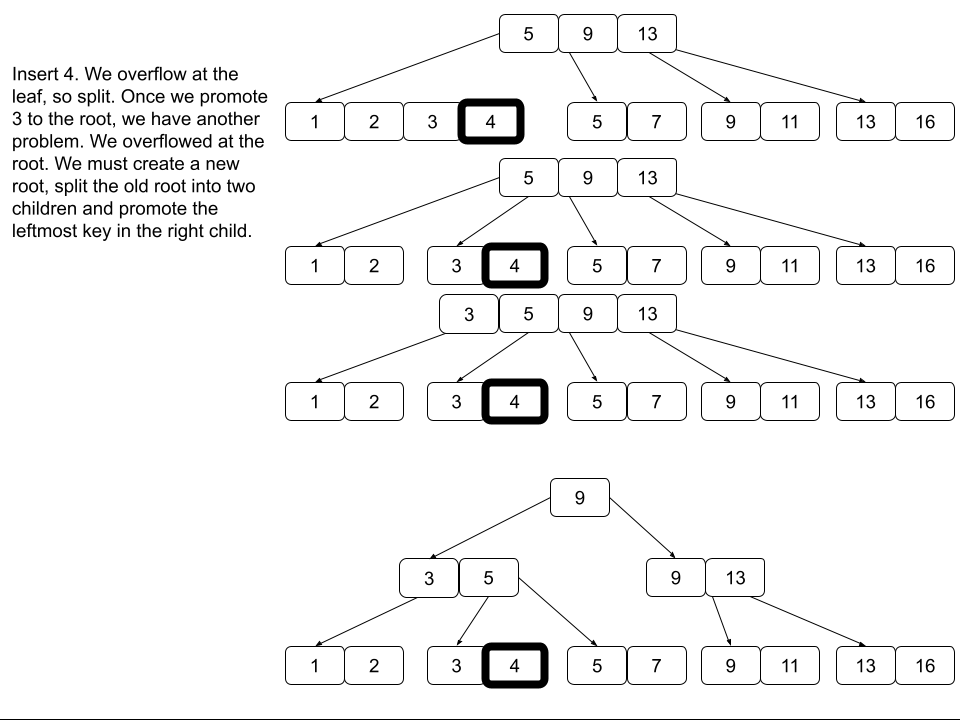 Insert 4. We overflow at the
leaf, so split. Once we promote
3 to the root, we have another
problem. We overflowed at the
root. We must create a new
root, split the old root into two
children and promote the
leftmost key in the right child.
5 9 13
1 2 3 4 5 7 9 11 13 16
5 9 13
1 2 3 4 5 7 9 11 13 16
3 5 9 13
1 2 3 4 5 7 9 11 13 16
9
3 5 9 13
1 2 3 4 5 7 9 11 13 16